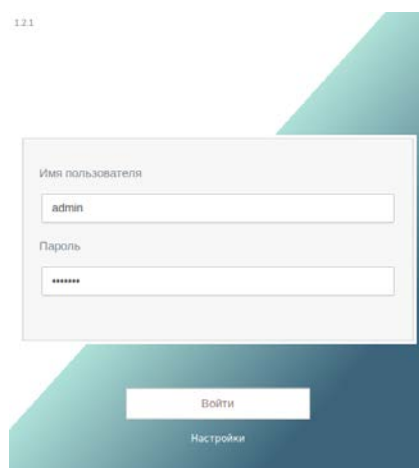 1.2.1
Имя пользователя
admin
Пароль
•••••••
Войти
Настройки